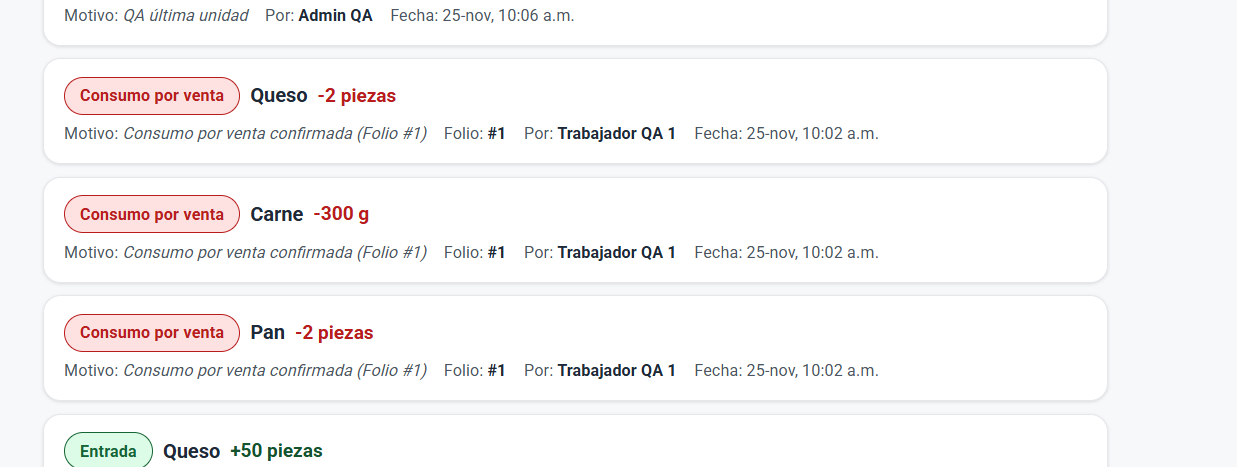 Motivo: QA última unidad Por: Admin QA Fecha: 25-nov, 10:06 a.m.
Consumo por venta Queso -2 piezas
Motivo: Consumo por venta confirmada (Folio #1) Folio: #1 Por: Trabajador QA 1 Fecha: 25-nov, 10:02 a.m.
Consumo por venta Carne -300 g
Motivo: Consumo por venta confirmada (Folio #1) Folio: #1 Por: Trabajador QA 1 Fecha: 25-nov, 10:02 a.m.
Consumo por venta Pan -2 piezas
Motivo: Consumo por venta confirmada (Folio #1) Folio: #1 Por: Trabajador QA 1 Fecha: 25-nov, 10:02 a.m.
Entrada Queso +50 piezas